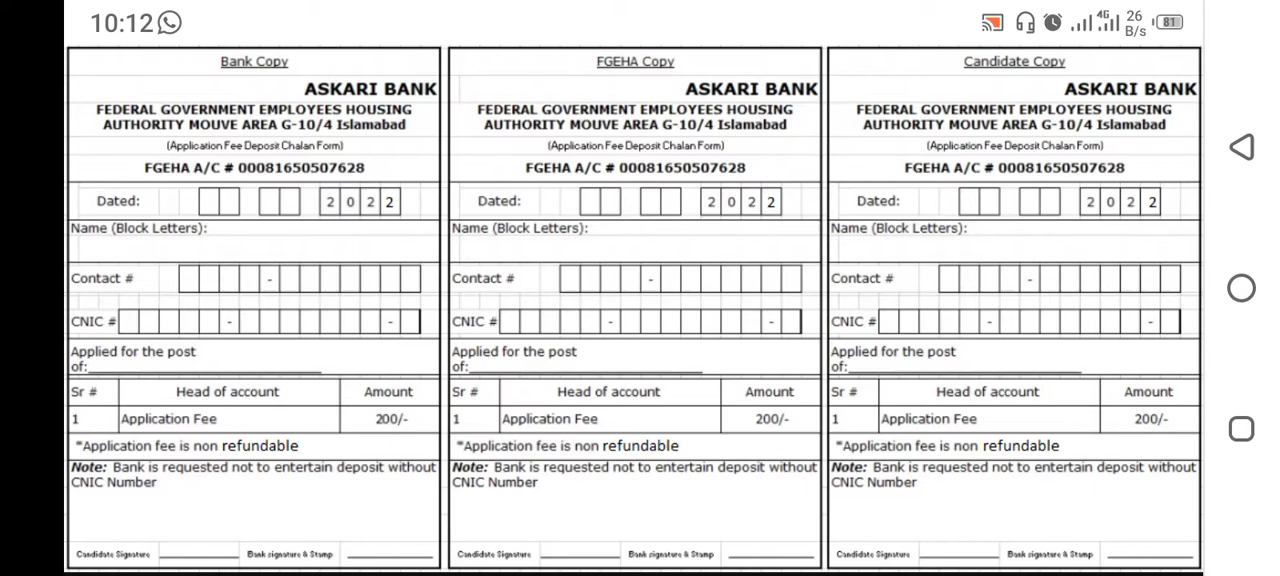 10:12
4G 26 B/s 81
Bank Copy
ASKARI BANK
FEDERAL GOVERNMENT EMPLOYEES HOUSING
AUTHORITY MOUVE AREA G-10/4 Islamabad
(Application Fee Deposit Chalan Form)
FGEHA A/C # 00081650507628
Dated: 2 0 2 2
Name (Block Letters):
Contact # -
CNIC # - -
Applied for the post
of:
Sr # Head of account Amount
1 Application Fee 200/-
*Application fee is non refundable
Note: Bank is requested not to entertain deposit without
CNIC Number
Candidate Signature Bank signature & Stamp
FGEHA Copy
ASKARI BANK
FEDERAL GOVERNMENT EMPLOYEES HOUSING
AUTHORITY MOUVE AREA G-10/4 Islamabad
(Application Fee Deposit Chalan Form)
FGEHA A/C # 00081650507628
Dated: 2 0 2 2
Name (Block Letters):
Contact # -
CNIC # - -
Applied for the post
of:
Sr # Head of account Amount
1 Application Fee 200/-
*Application fee is non refundable
Note: Bank is requested not to entertain deposit without
CNIC Number
Candidate Signature Bank signature & Stamp
Candidate Copy
ASKARI BANK
FEDERAL GOVERNMENT EMPLOYEES HOUSING
AUTHORITY MOUVE AREA G-10/4 Islamabad
(Application Fee Deposit Chalan Form)
FGEHA A/C # 00081650507628
Dated: 2 0 2 2
Name (Block Letters):
Contact # -
CNIC # - -
Applied for the post
of:
Sr # Head of account Amount
1 Application Fee 200/-
*Application fee is non refundable
Note: Bank is requested not to entertain deposit without
CNIC Number
Candidate Signature Bank signature & Stamp